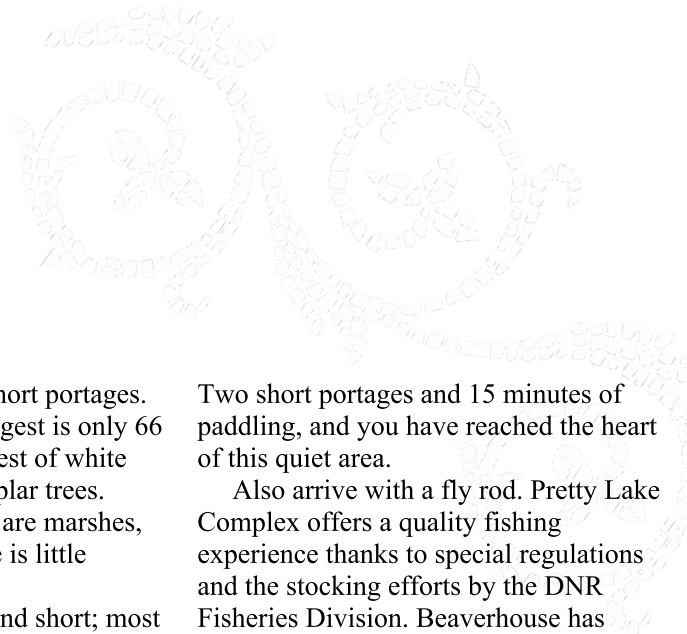 hort portages.
gest is only 66
est of white
plar trees.
are marshes,
e is little
nd short; most
Two short portages and 15 minutes of
paddling, and you have reached the heart
of this quiet area.
Also arrive with a fly rod. Pretty Lake
Complex offers a quality fishing
experience thanks to special regulations
and the stocking efforts by the DNR
Fisheries Division. Beaverhouse has